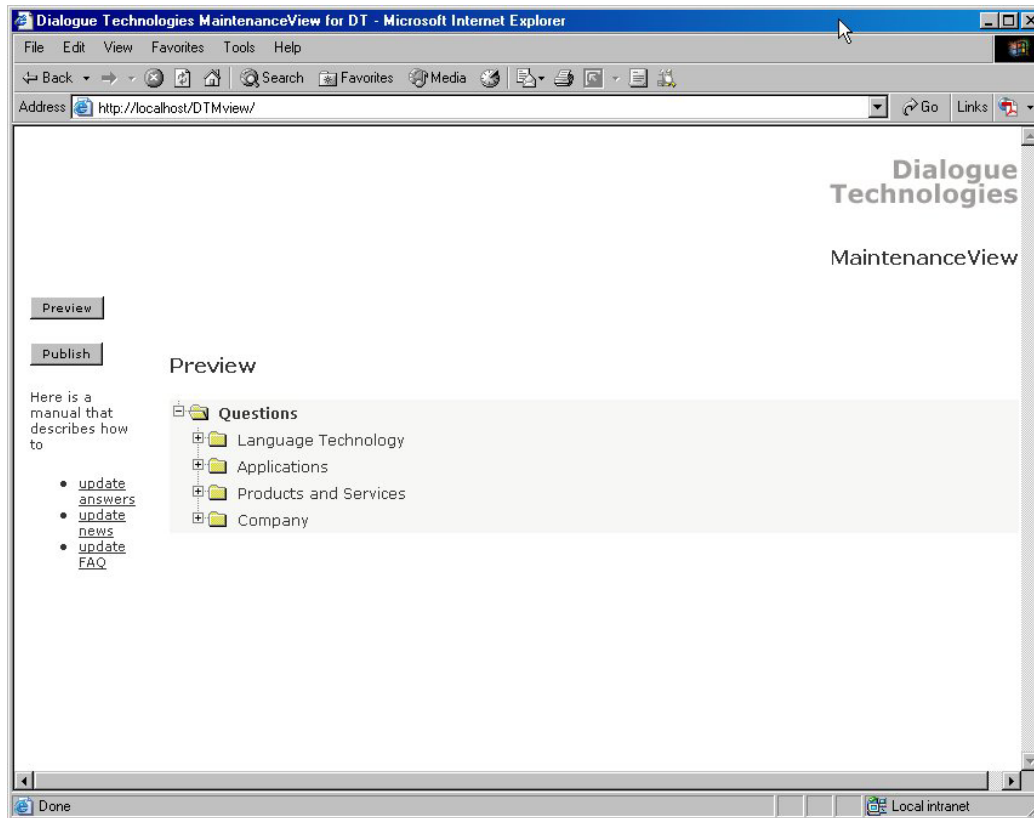 Dialogue Technologies MaintenanceView for DT - Microsoft Internet Explorer
File Edit View Favorites Tools Help
Back Search Favorites Media
Address http://localhost/DTMview/ Go Links
Dialogue
Technologies
MaintenanceView
Preview
Publish
Preview
Here is a
manual that
describes how
to
update
answers
update
news
update
FAQ
Questions
Language Technology
Applications
Products and Services
Company
Done Local intranet